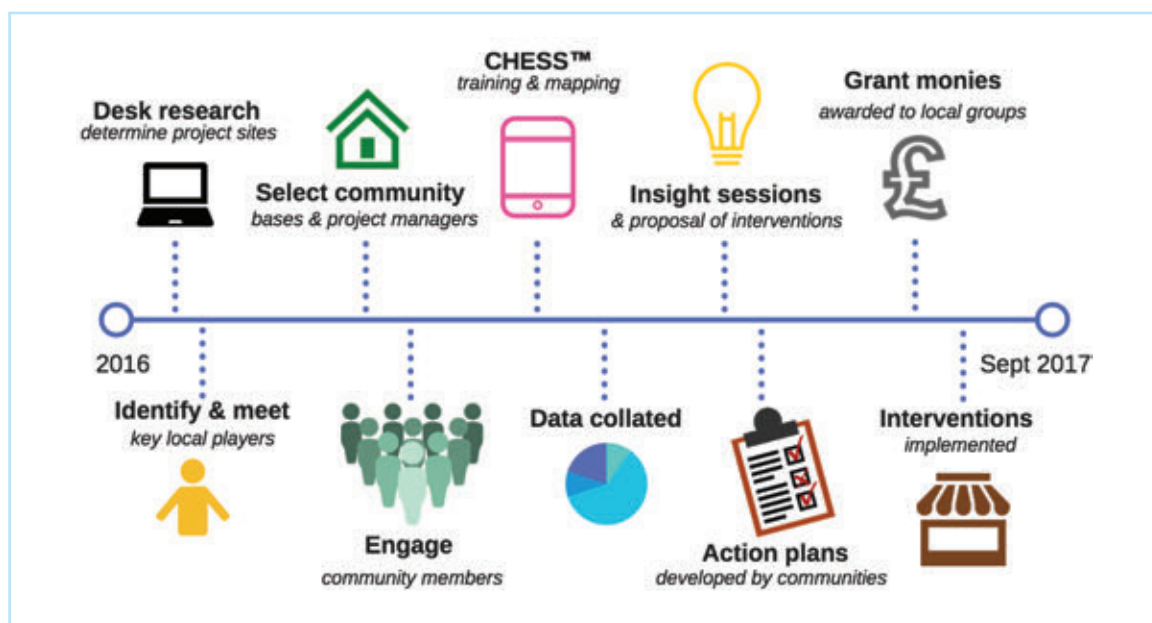 CHESS™
training & mapping
Grant monies
awarded to local groups
Desk research
determine project sites
Select community
bases & project managers
Insight sessions
& proposal of interventions
2016
Sept 2017
Identify & meet
key local players
Data collated
Interventions
implemented
Engage
community members
Action plans
developed by communities